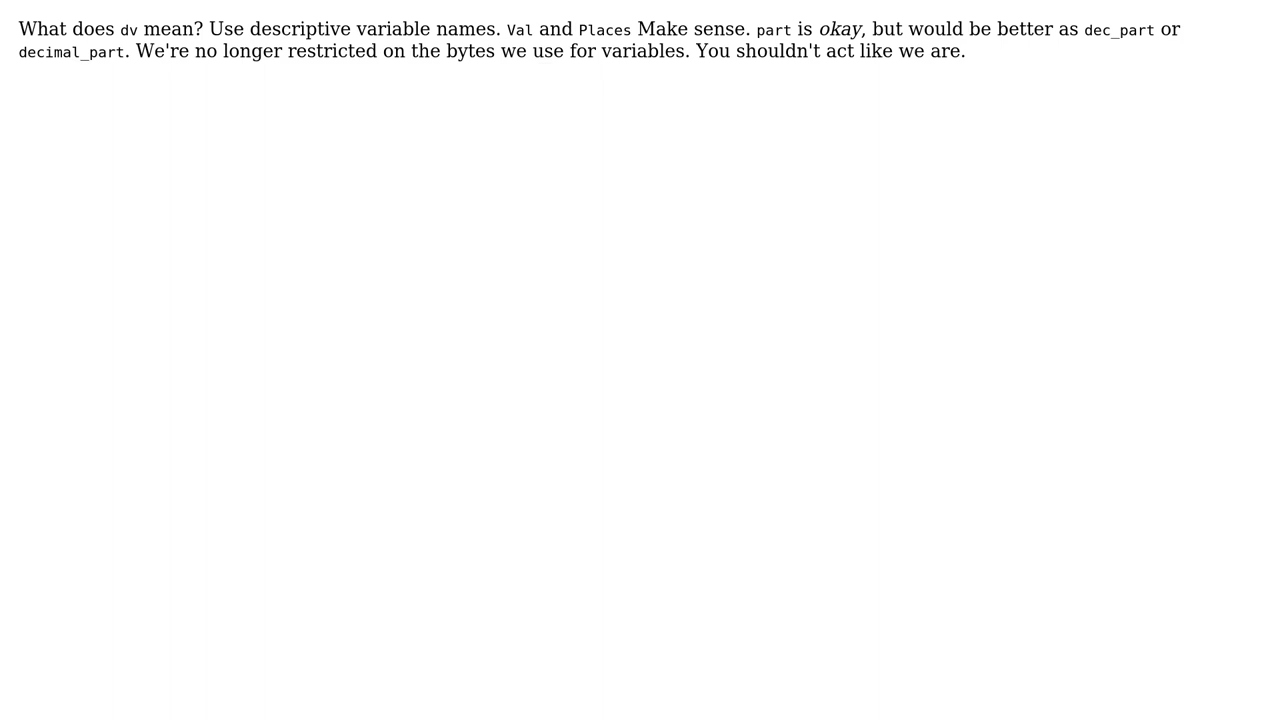 What does dv mean? Use descriptive variable names. Val and Places Make sense. part is okay, but would be better as dec_part or
decimal_part. We're no longer restricted on the bytes we use for variables. You shouldn't act like we are.